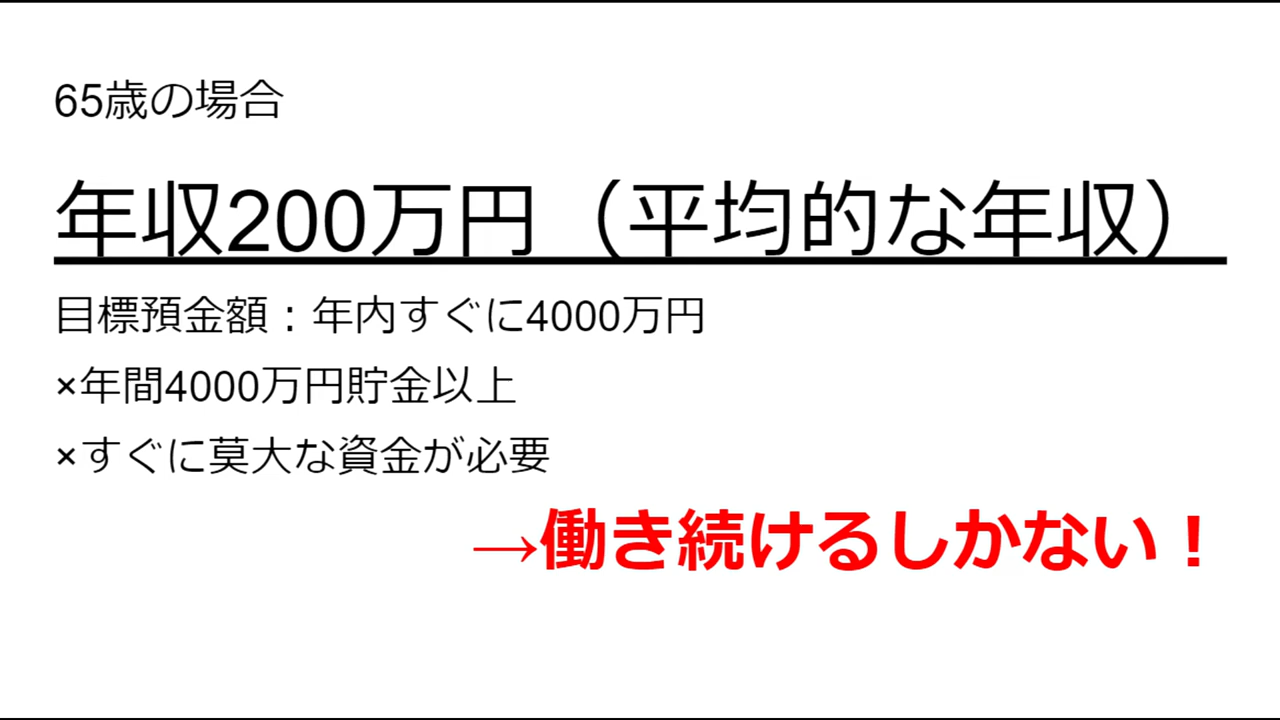 65歳の場合
年収200万円（平均的な年収）
目標預金額：年内すぐに4000万円
×年間4000万円貯金以上
×すぐに莫大な資金が必要
→働き続けるしかない！